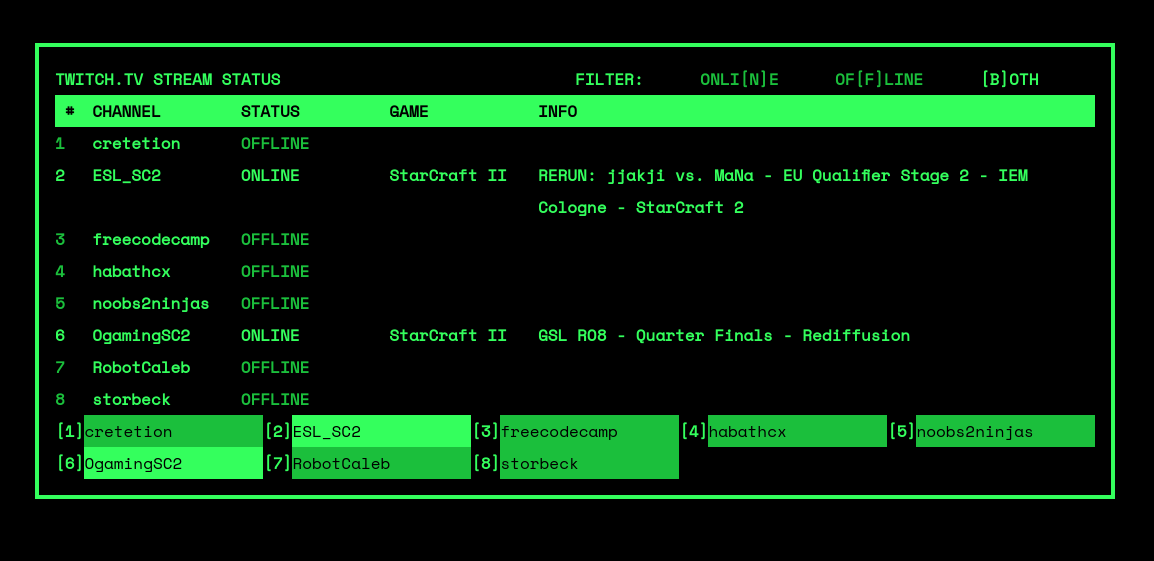 TWITCH.TV STREAM STATUS FILTER: ONLI[N]E OF[F]LINE [B]OTH
# CHANNEL STATUS GAME INFO
1 cretetion OFFLINE
2 ESL_SC2 ONLINE StarCraft II RERUN: jjakji vs. MaNa - EU Qualifier Stage 2 - IEM
Cologne - StarCraft 2
3 freecodecamp OFFLINE
4 habathcx OFFLINE
5 noobs2ninjas OFFLINE
6 OgamingSC2 ONLINE StarCraft II GSL RO8 - Quarter Finals - Rediffusion
7 RobotCaleb OFFLINE
8 storbeck OFFLINE
[1]cretetion [2]ESL_SC2 [3]freecodecamp [4]habathcx [5]noobs2ninjas
[6]OgamingSC2 [7]RobotCaleb [8]storbeck